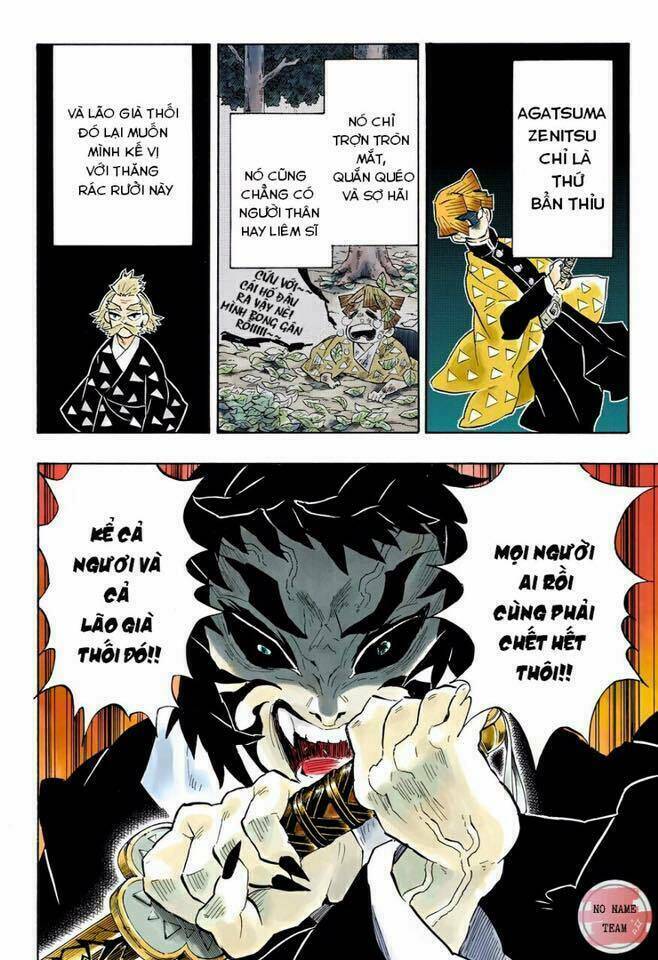 AGATSUMA
ZENITSU
CHỈ LÀ
THỨ
BẨN THỈU
NÓ CHỈ
TRỢN TRÒN
MẮT,
QUẮN QUÉO
VÀ SỢ HÃI
NÓ CŨNG
CHẲNG CÓ
NGƯỜI THÂN
HAY LIÊM SĨ
CỨU VỚI~
CÁI HỐ ĐÂU
RA VẬY NÈ!
MÌNH BONG GÂN
RỒIIIII~
VÀ LÃO GIÀ THỐI
ĐÓ LẠI MUỐN
MÌNH KẾ VỊ
VỚI THẰNG
RÁC RƯỞI NÀY
MỌI NGƯỜI
AI RỒI
CÙNG PHẢI
CHẾT HẾT
THÔI!!
KỂ CẢ
NGƯƠI VÀ
CẢ
LÃO GIÀ
THỐI ĐÓ!!
NO NAME
TEAM